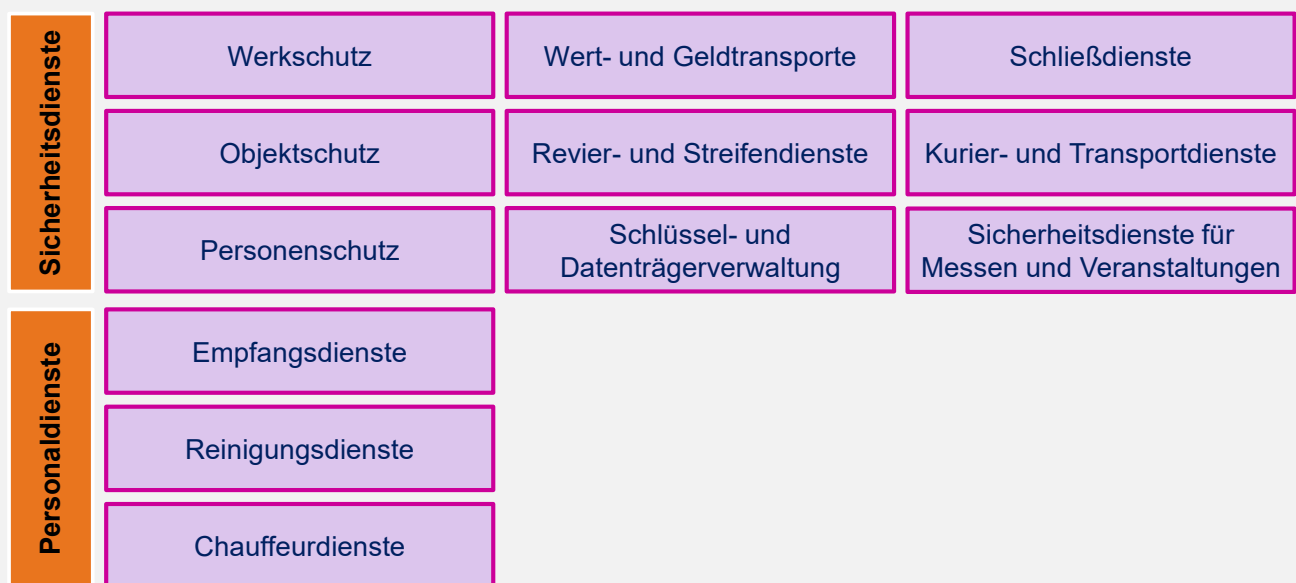 Sicherheitsdienste
Werkschutz
Wert- und Geldtransporte
Schließdienste
Objektschutz
Revier- und Streifendienste
Kurier- und Transportdienste
Personenschutz
Schlüssel- und
Datenträgerverwaltung
Sicherheitsdienste für
Messen und Veranstaltungen
Personaldienste
Empfangsdienste
Reinigungsdienste
Chauffeurdienste